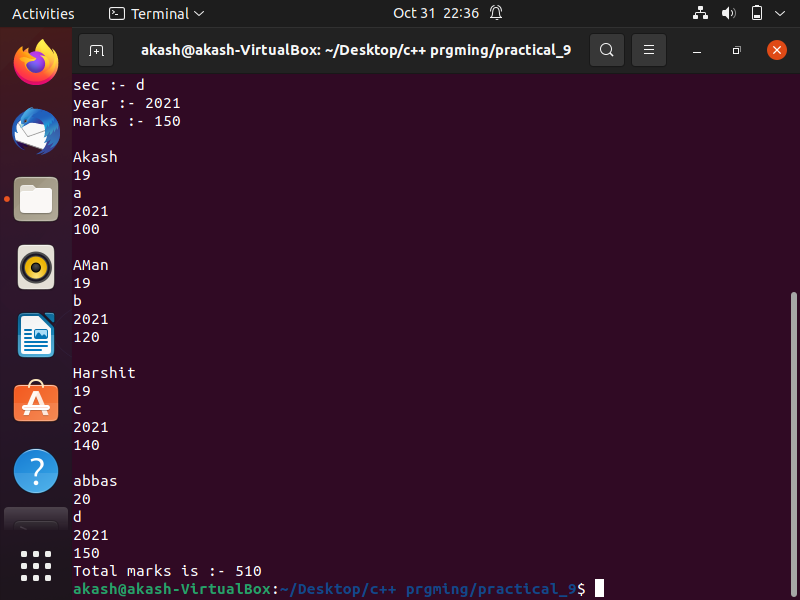 Activities Terminal Oct 31 22:36
akash@akash-VirtualBox: ~/Desktop/c++ prgming/practical_9
sec :- d
year :- 2021
marks :- 150
Akash
19
a
2021
100
AMan
19
b
2021
120
Harshit
19
c
2021
140
abbas
20
d
2021
150
Total marks is :- 510
akash@akash-VirtualBox:~/Desktop/c++ prgming/practical_9$